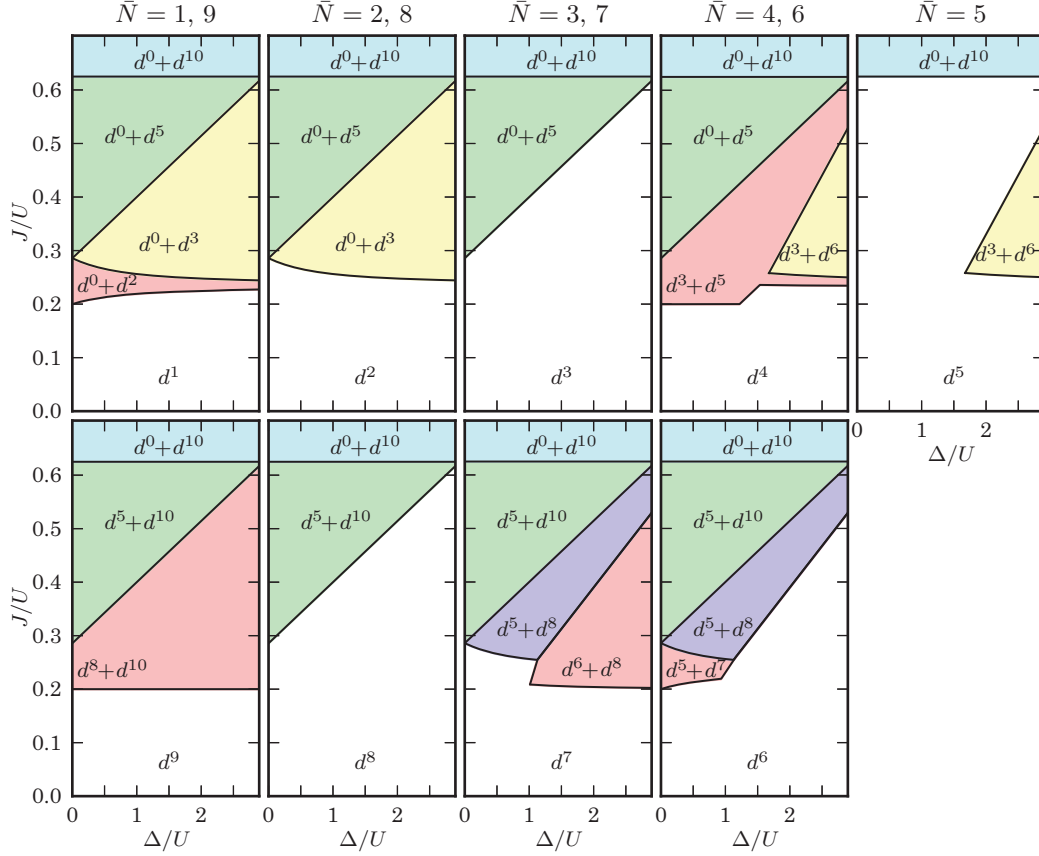 N̄ = 1, 9 N̄ = 2, 8 N̄ = 3, 7 N̄ = 4, 6 N̄ = 5
d⁰+d¹⁰ d⁰+d¹⁰ d⁰+d¹⁰ d⁰+d¹⁰ d⁰+d¹⁰
0.6
d⁰+d⁵ d⁰+d⁵ d⁰+d⁵ d⁰+d⁵
0.5
0.4
J/U
0.3
d⁰+d³ d⁰+d³ d³+d⁶ d³+d⁶
d⁰+d² d³+d⁵
0.2
0.1
d¹ d² d³ d⁴ d⁵
0.0
0 1 2
Δ/U
d⁰+d¹⁰ d⁰+d¹⁰ d⁰+d¹⁰ d⁰+d¹⁰
0.6
d⁵+d¹⁰ d⁵+d¹⁰ d⁵+d¹⁰ d⁵+d¹⁰
0.5
0.4
J/U
0.3
d⁵+d⁸ d⁵+d⁸
d⁸+d¹⁰ d⁶+d⁸ d⁵+d⁷
0.2
0.1
d⁹ d⁸ d⁷ d⁶
0.0
0 1 2 0 1 2 0 1 2 0 1 2
Δ/U Δ/U Δ/U Δ/U